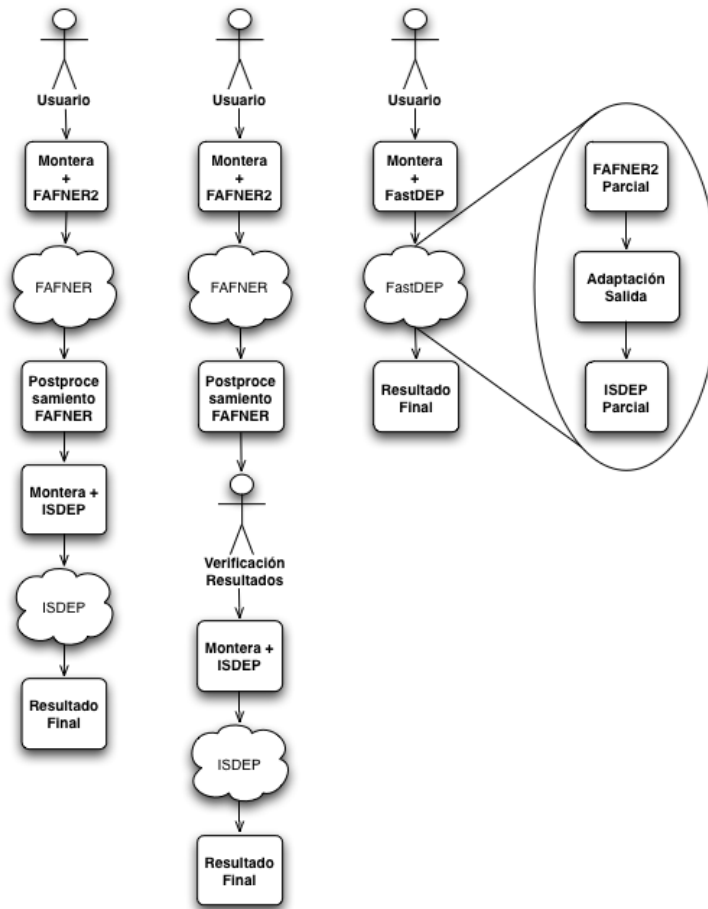 Usuario
Montera
+
FAFNER2
FAFNER
Postproce
samiento
FAFNER
Montera +
ISDEP
ISDEP
Resultado
Final
Usuario
Montera
+
FAFNER2
FAFNER
Postproce
samiento
FAFNER
Verificación
Resultados
Montera +
ISDEP
ISDEP
Resultado
Final
Usuario
Montera
+
FastDEP
FastDEP
Resultado
Final
FAFNER2
Parcial
Adaptación
Salida
ISDEP
Parcial